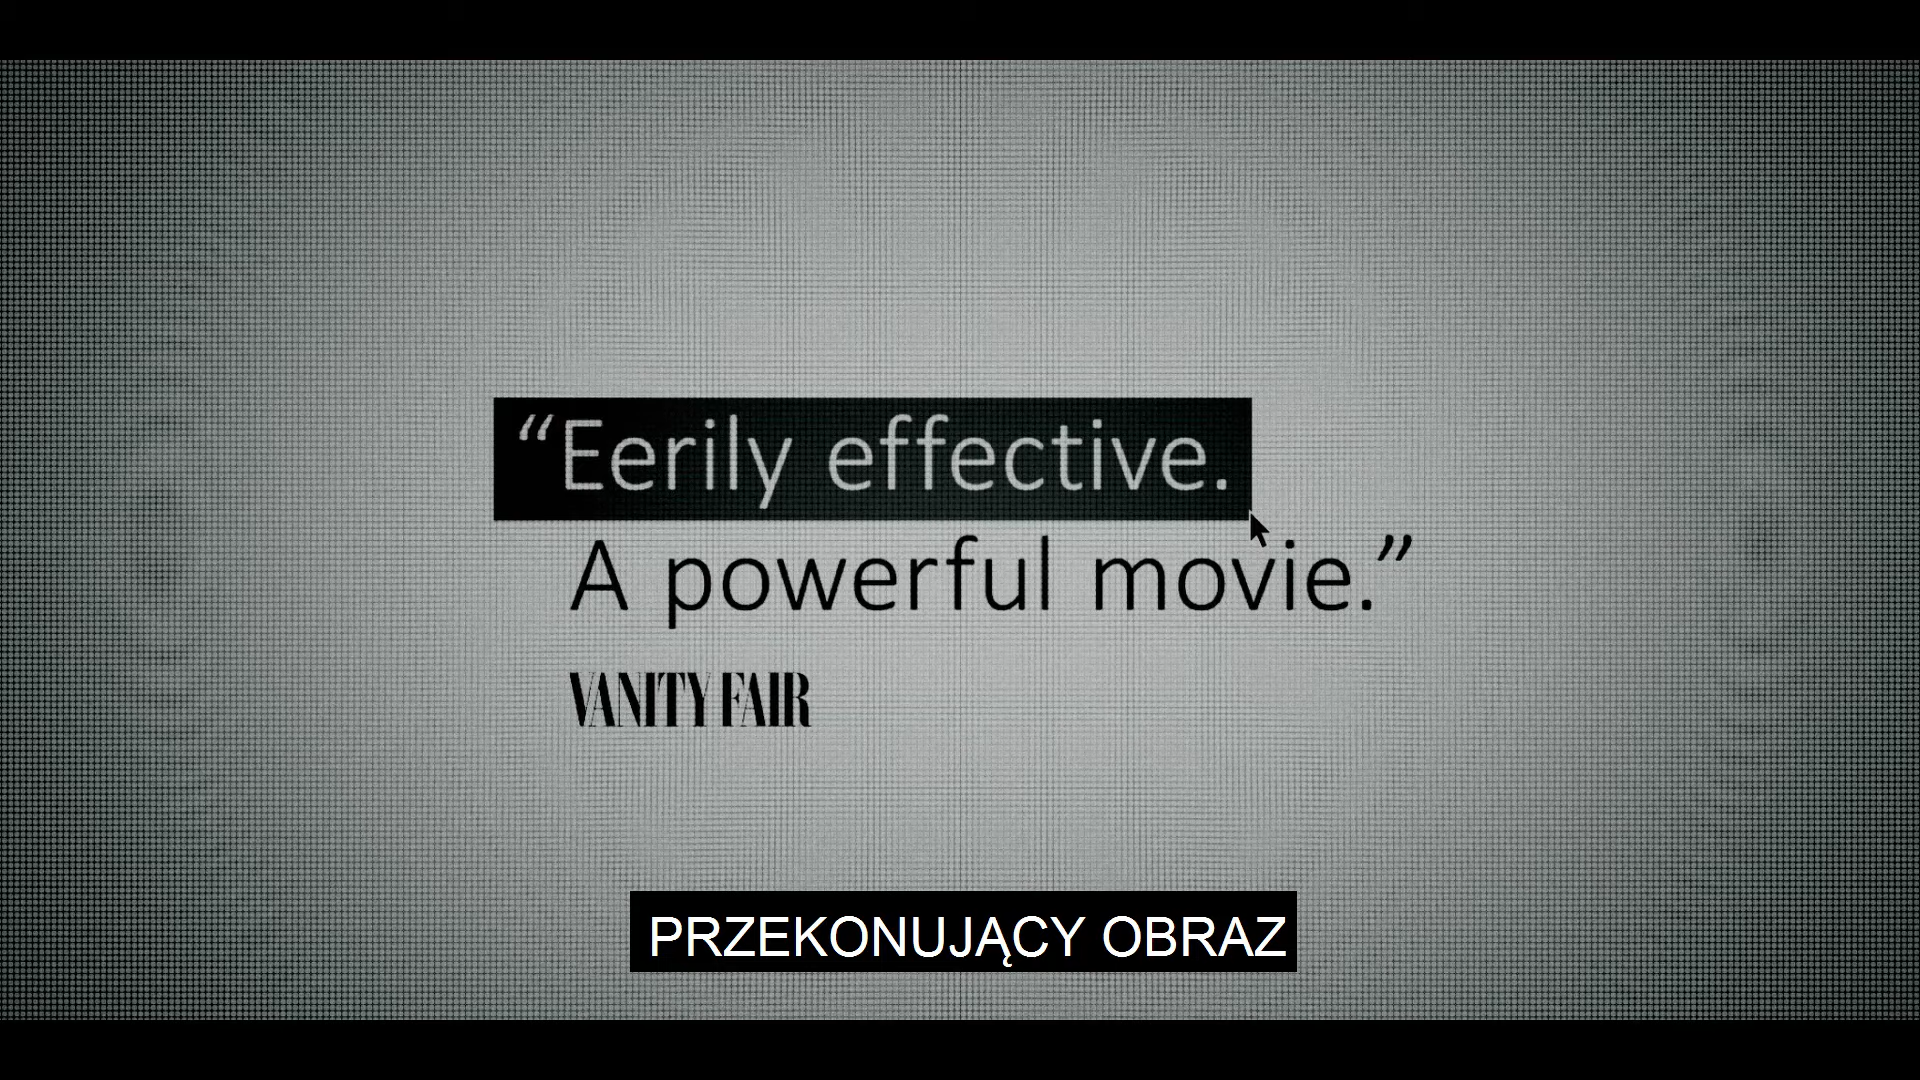 “Eerily effective.
A powerful movie.”
VANITY FAIR
PRZEKONUJĄCY OBRAZ